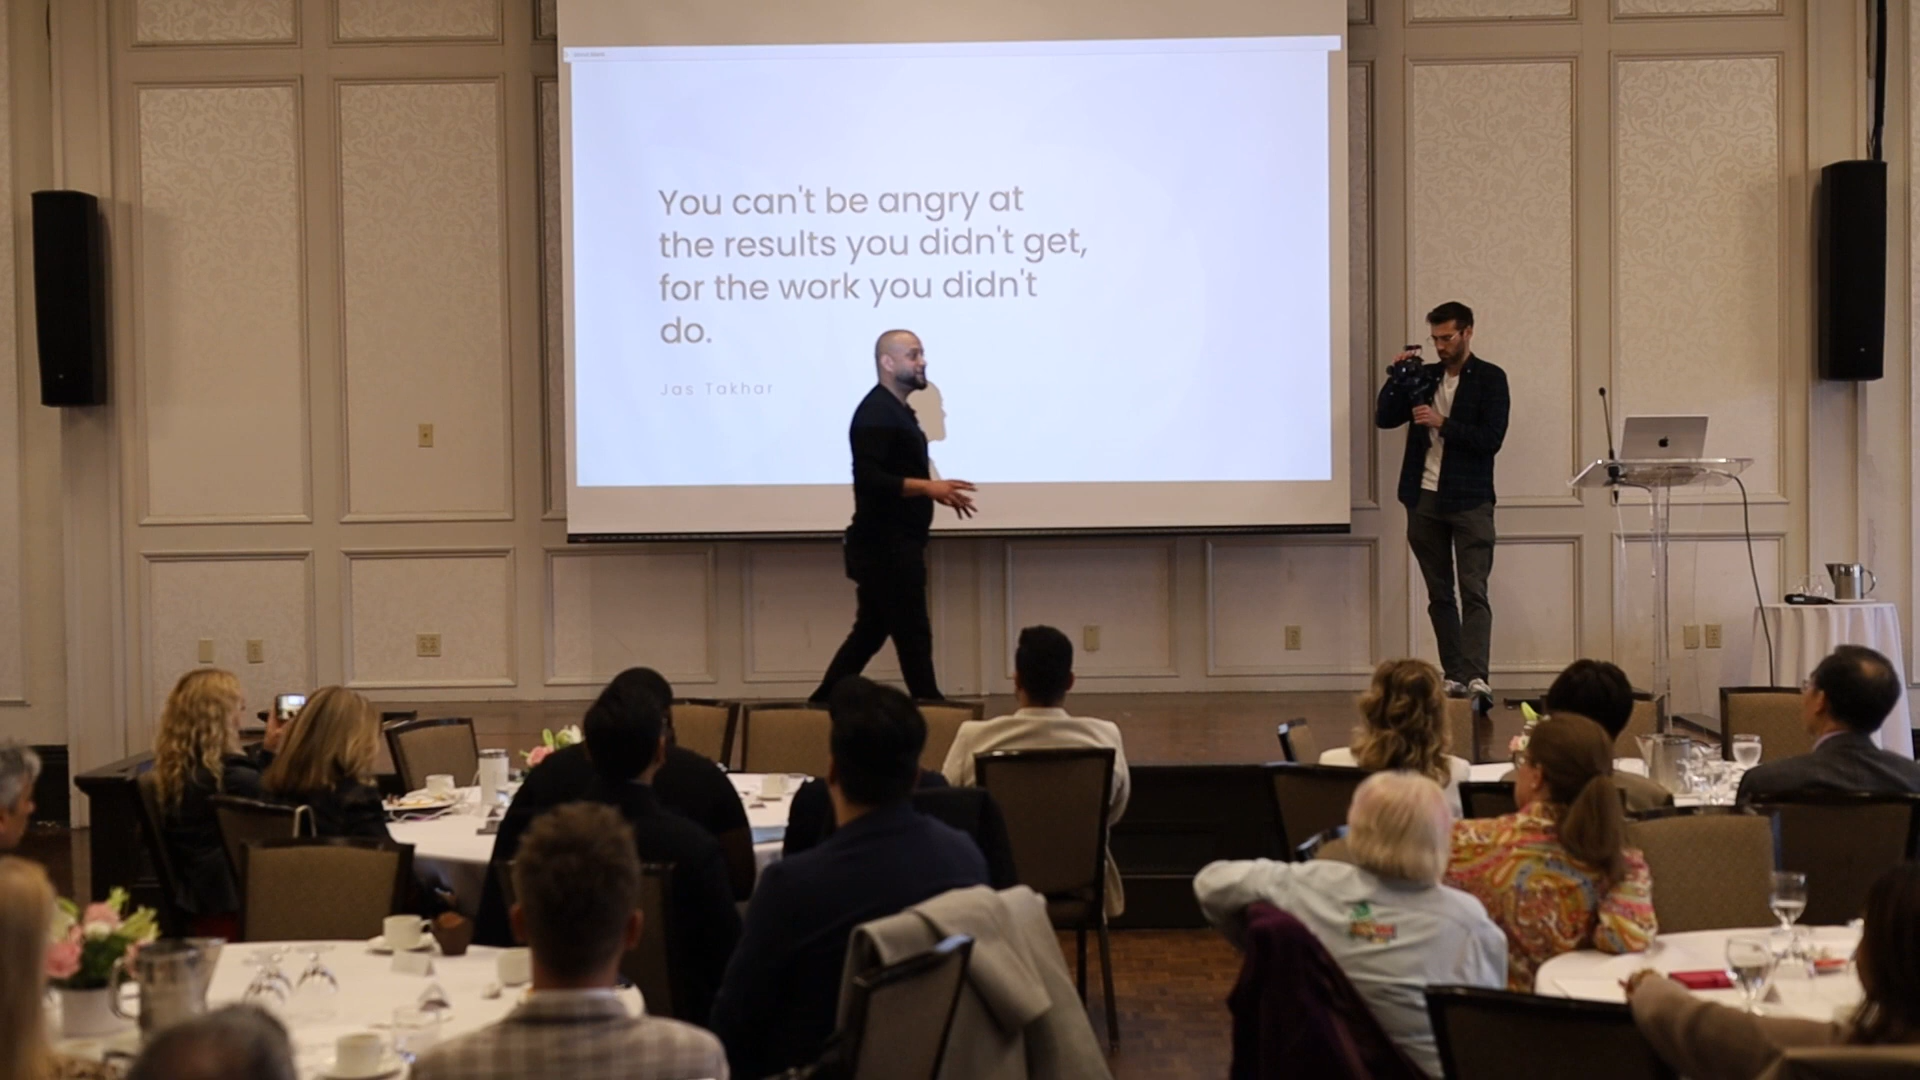 You can't be angry at
the results you didn't get,
for the work you didn't
do.
Jas Takhar